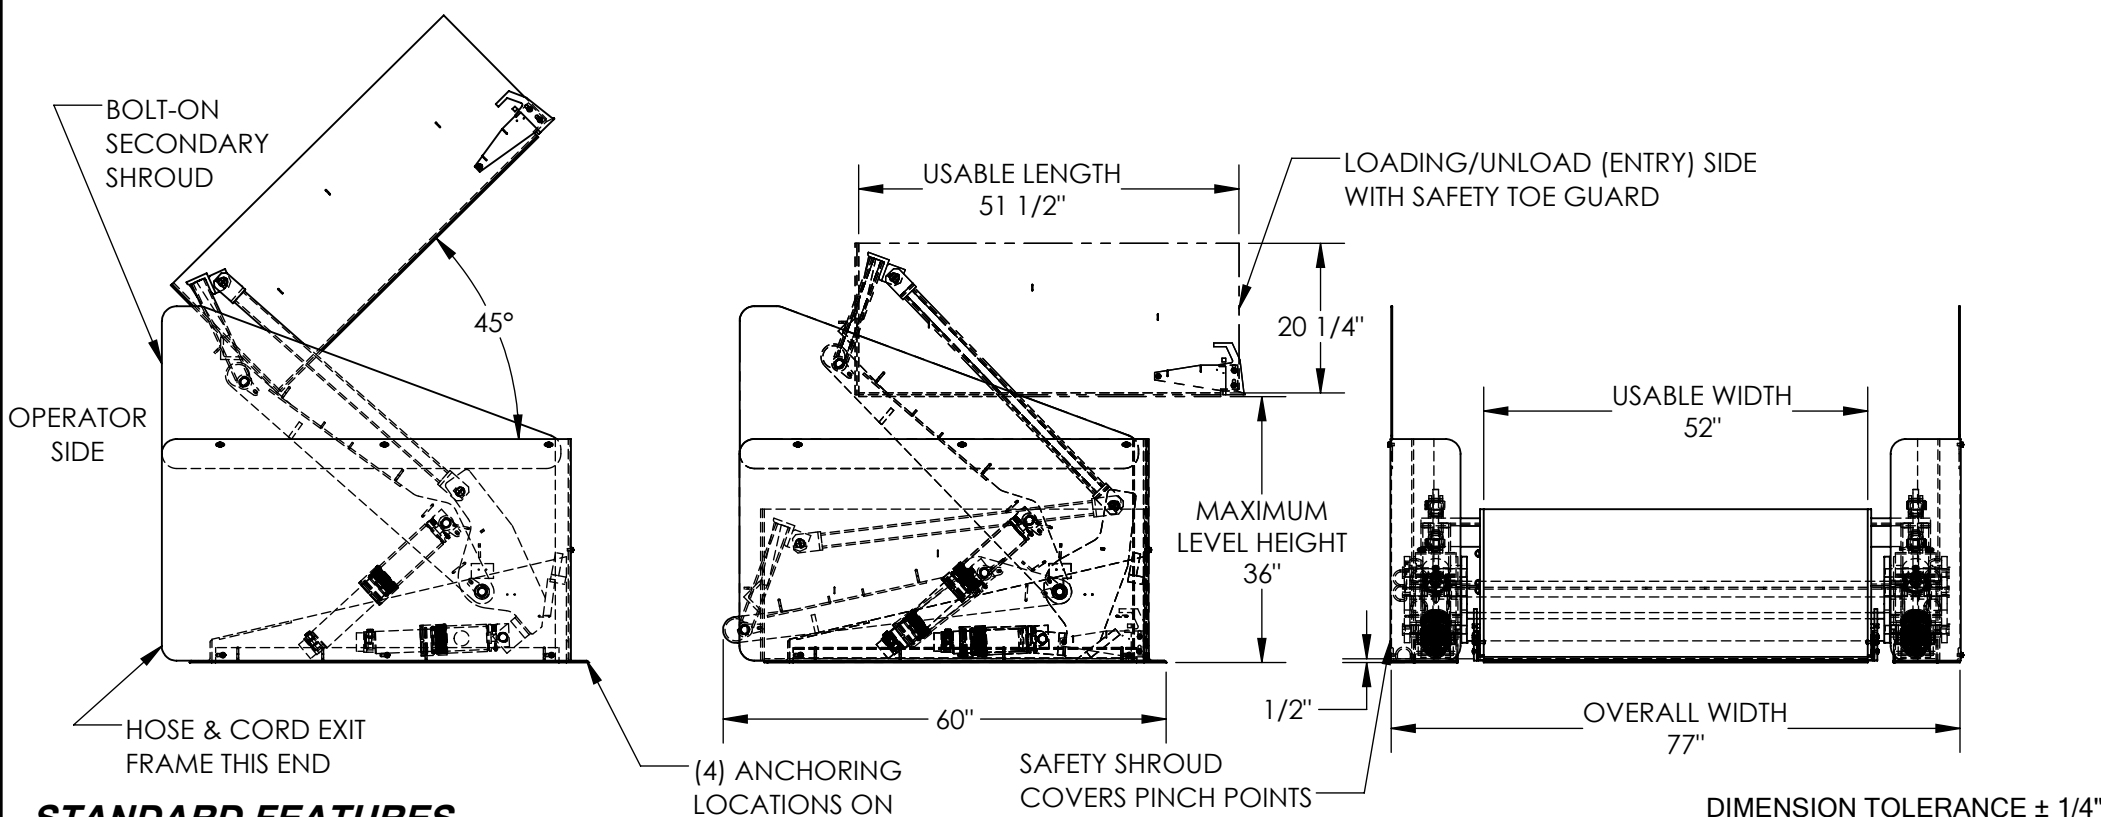 BOLT-ON
SECONDARY
SHROUD
OPERATOR
SIDE
45°
HOSE & CORD EXIT
FRAME THIS END
USABLE LENGTH
51 1/2"
LOADING/UNLOAD (ENTRY) SIDE
WITH SAFETY TOE GUARD
20 1/4"
MAXIMUM
LEVEL HEIGHT
36"
60"
1/2"
(4) ANCHORING
LOCATIONS ON
SAFETY SHROUD
COVERS PINCH POINTS
USABLE WIDTH
52"
OVERALL WIDTH
77"
STANDARD FEATURES
DIMENSION TOLERANCE ± 1/4"